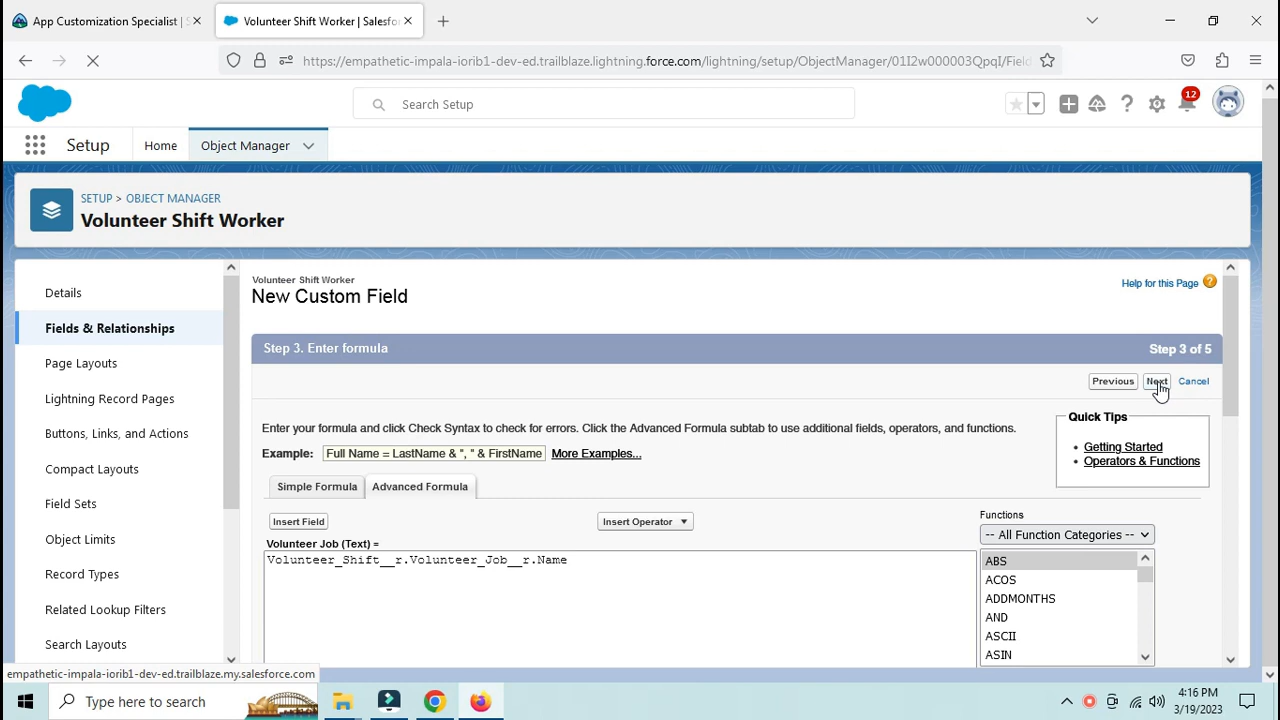 App Customization Specialist | S
Volunteer Shift Worker | Salesfor
https://empathetic-impala-iorib1-dev-ed.trailblaze.lightning.force.com/lightning/setup/ObjectManager/01I2w000003QpqI/Field
Search Setup
12
Setup
Home
Object Manager
SETUP > OBJECT MANAGER
Volunteer Shift Worker
Details
Fields & Relationships
Page Layouts
Lightning Record Pages
Buttons, Links, and Actions
Compact Layouts
Field Sets
Object Limits
Record Types
Related Lookup Filters
Search Layouts
Volunteer Shift Worker
New Custom Field
Help for this Page
Step 3. Enter formula
Step 3 of 5
Previous
Next
Cancel
Enter your formula and click Check Syntax to check for errors. Click the Advanced Formula subtab to use additional fields, operators, and functions.
Example: Full Name = LastName & ", " & FirstName More Examples...
Quick Tips
• Getting Started
• Operators & Functions
Simple Formula
Advanced Formula
Insert Field
Insert Operator
Functions
-- All Function Categories --
Volunteer Job (Text) =
Volunteer_Shift__r.Volunteer_Job__r.Name
ABS
ACOS
ADDMONTHS
AND
ASCII
ASIN
empathetic-impala-iorib1-dev-ed.trailblaze.my.salesforce.com
Type here to search
4:16 PM
3/19/2023